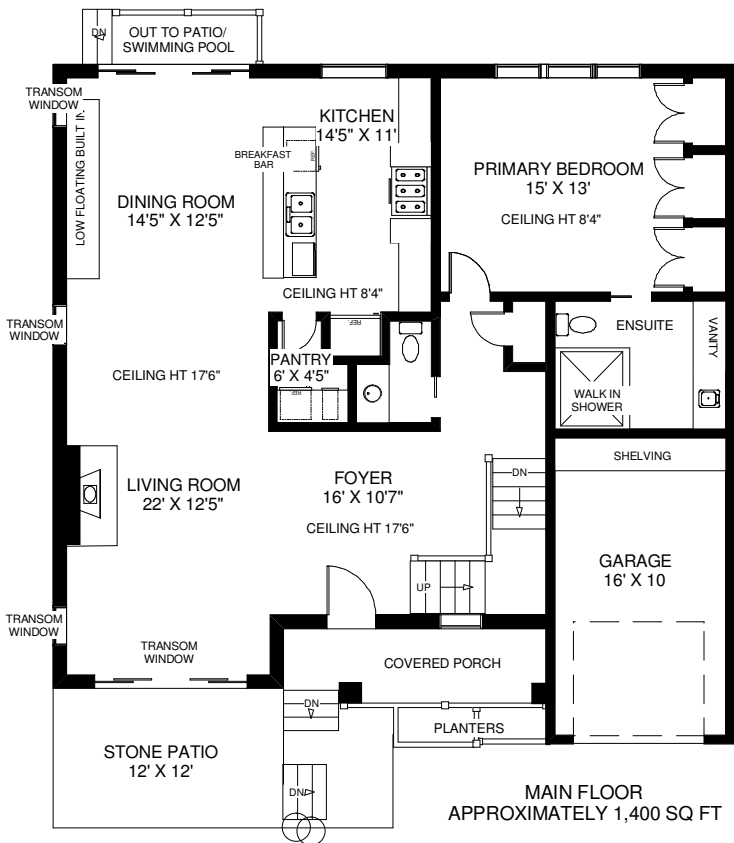 DN
OUT TO PATIO/
SWIMMING POOL
TRANSOM
WINDOW
KITCHEN
14'5" X 11'
LOW FLOATING BUILT IN
BREAKFAST
BAR
REF.
PRIMARY BEDROOM
15' X 13'
CEILING HT 8'4"
DINING ROOM
14'5" X 12'5"
CEILING HT 8'4"
TRANSOM
WINDOW
REF.
ENSUITE
VANITY
PANTRY
6' X 4'5"
CEILING HT 17'6"
REF.
WALK IN
SHOWER
SHELVING
LIVING ROOM
22' X 12'5"
FOYER
16' X 10'7"
CEILING HT 17'6"
DN
GARAGE
16' X 10
UP
TRANSOM
WINDOW
TRANSOM
WINDOW
COVERED PORCH
DN
PLANTERS
STONE PATIO
12' X 12'
DN
MAIN FLOOR
APPROXIMATELY 1,400 SQ FT